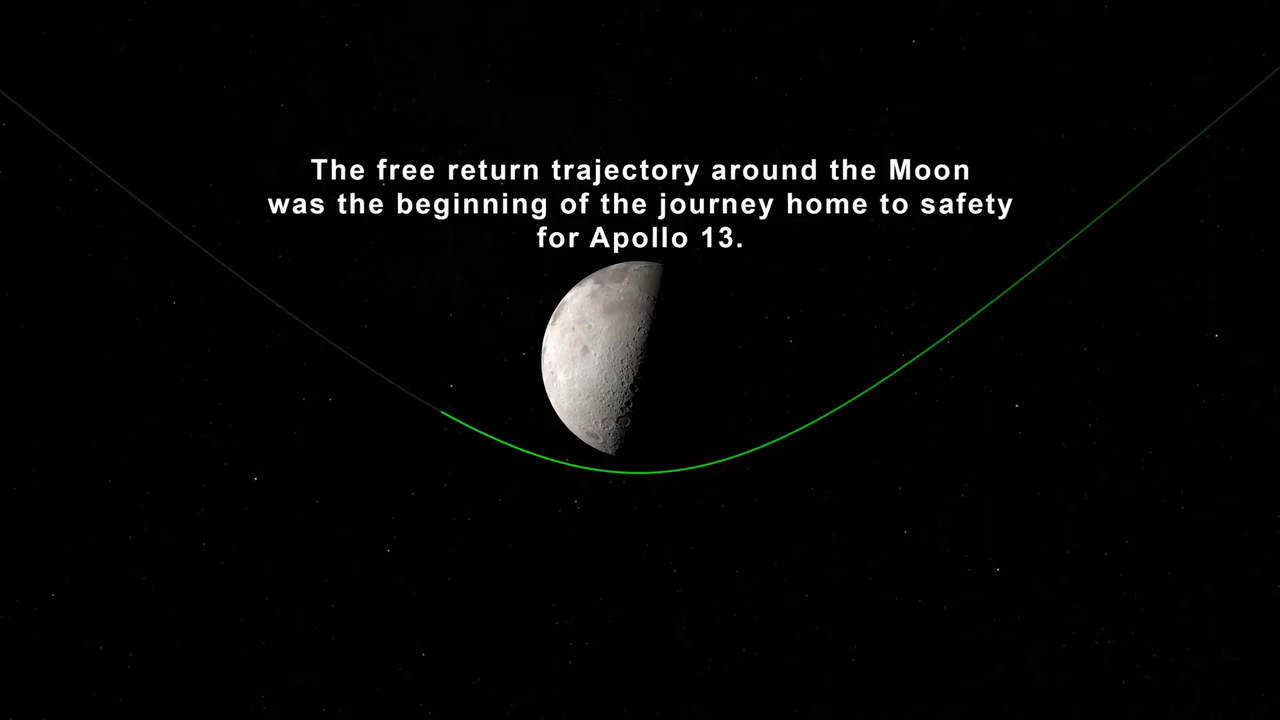 The free return trajectory around the Moon
was the beginning of the journey home to safety
for Apollo 13.